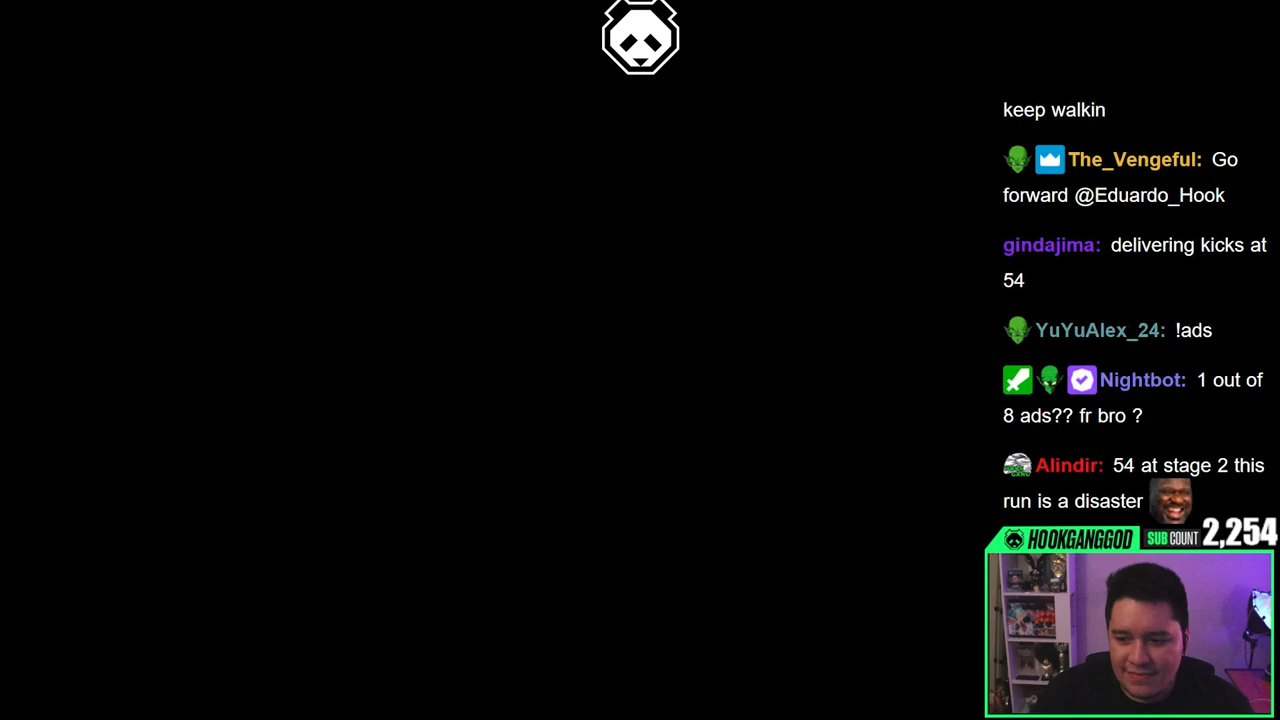 keep walkin
The_Vengeful: Go
forward @Eduardo_Hook
gindajima: delivering kicks at
54
YuYuAlex_24: !ads
Nightbot: 1 out of
8 ads?? fr bro ?
Alindir: 54 at stage 2 this
run is a disaster
HOOKGANGGOD SUB COUNT 2,254